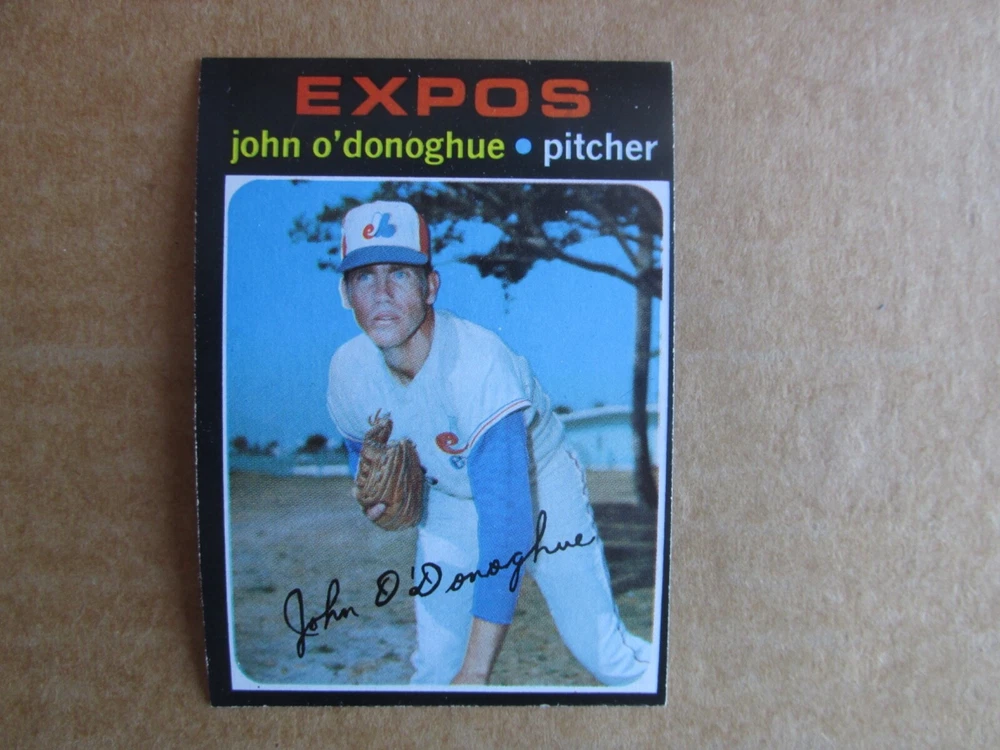 EXPOS
john o'donoghue • pitcher
e
John O'Donoghue